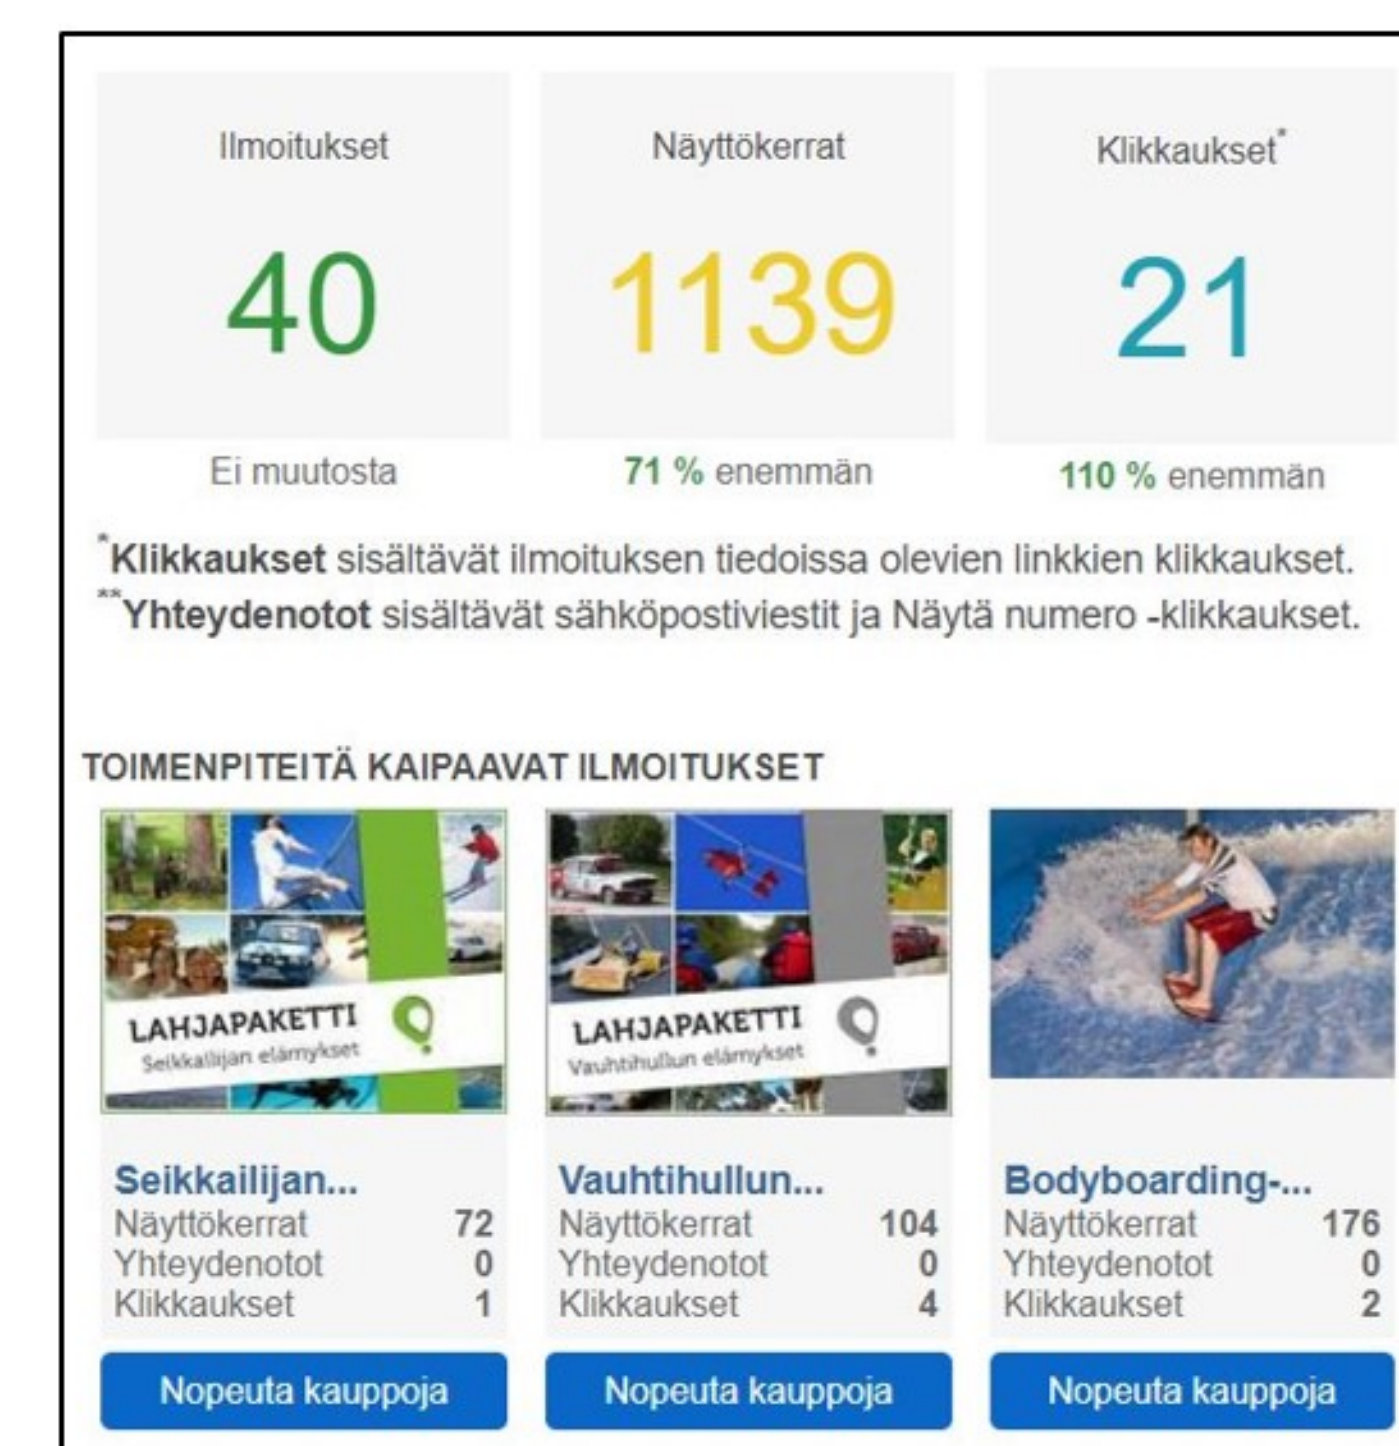 Ilmoitukset
Näyttökerrat
Klikkaukset*
40
1139
21
Ei muutosta
71 % enemmän
110 % enemmän
*Klikkaukset sisältävät ilmoituksen tiedoissa olevien linkkien klikkaukset.
**Yhteydenotot sisältävät sähköpostiviestit ja Näytä numero -klikkaukset.
TOIMENPITEITÄ KAIPAAVAT ILMOITUKSET
LAHJAPAKETTI
Seikkailijan elämykset
LAHJAPAKETTI
Vauhtihullun elämykset
Seikkailijan...
Näyttökerrat 72
Yhteydenotot 0
Klikkaukset 1
Nopeuta kauppoja
Vauhtihullun...
Näyttökerrat 104
Yhteydenotot 0
Klikkaukset 4
Nopeuta kauppoja
Bodyboarding-...
Näyttökerrat 176
Yhteydenotot 0
Klikkaukset 2
Nopeuta kauppoja